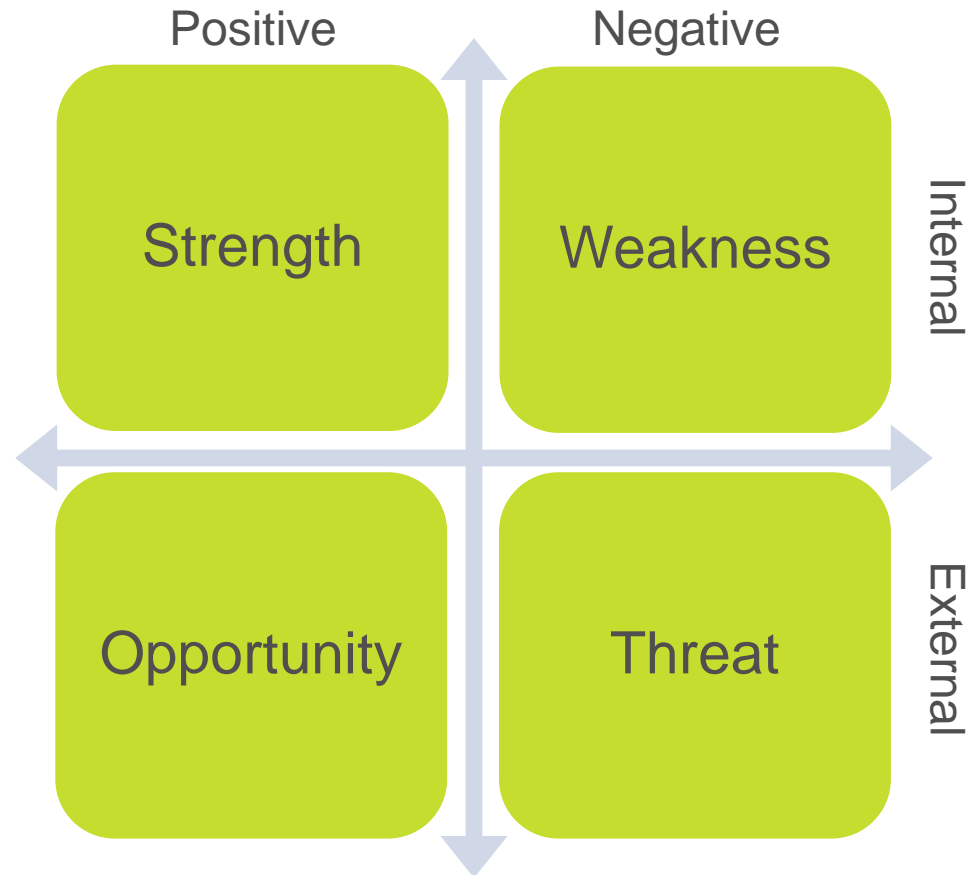 Positive
Negative
Strength
Weakness
Internal
Opportunity
Threat
External